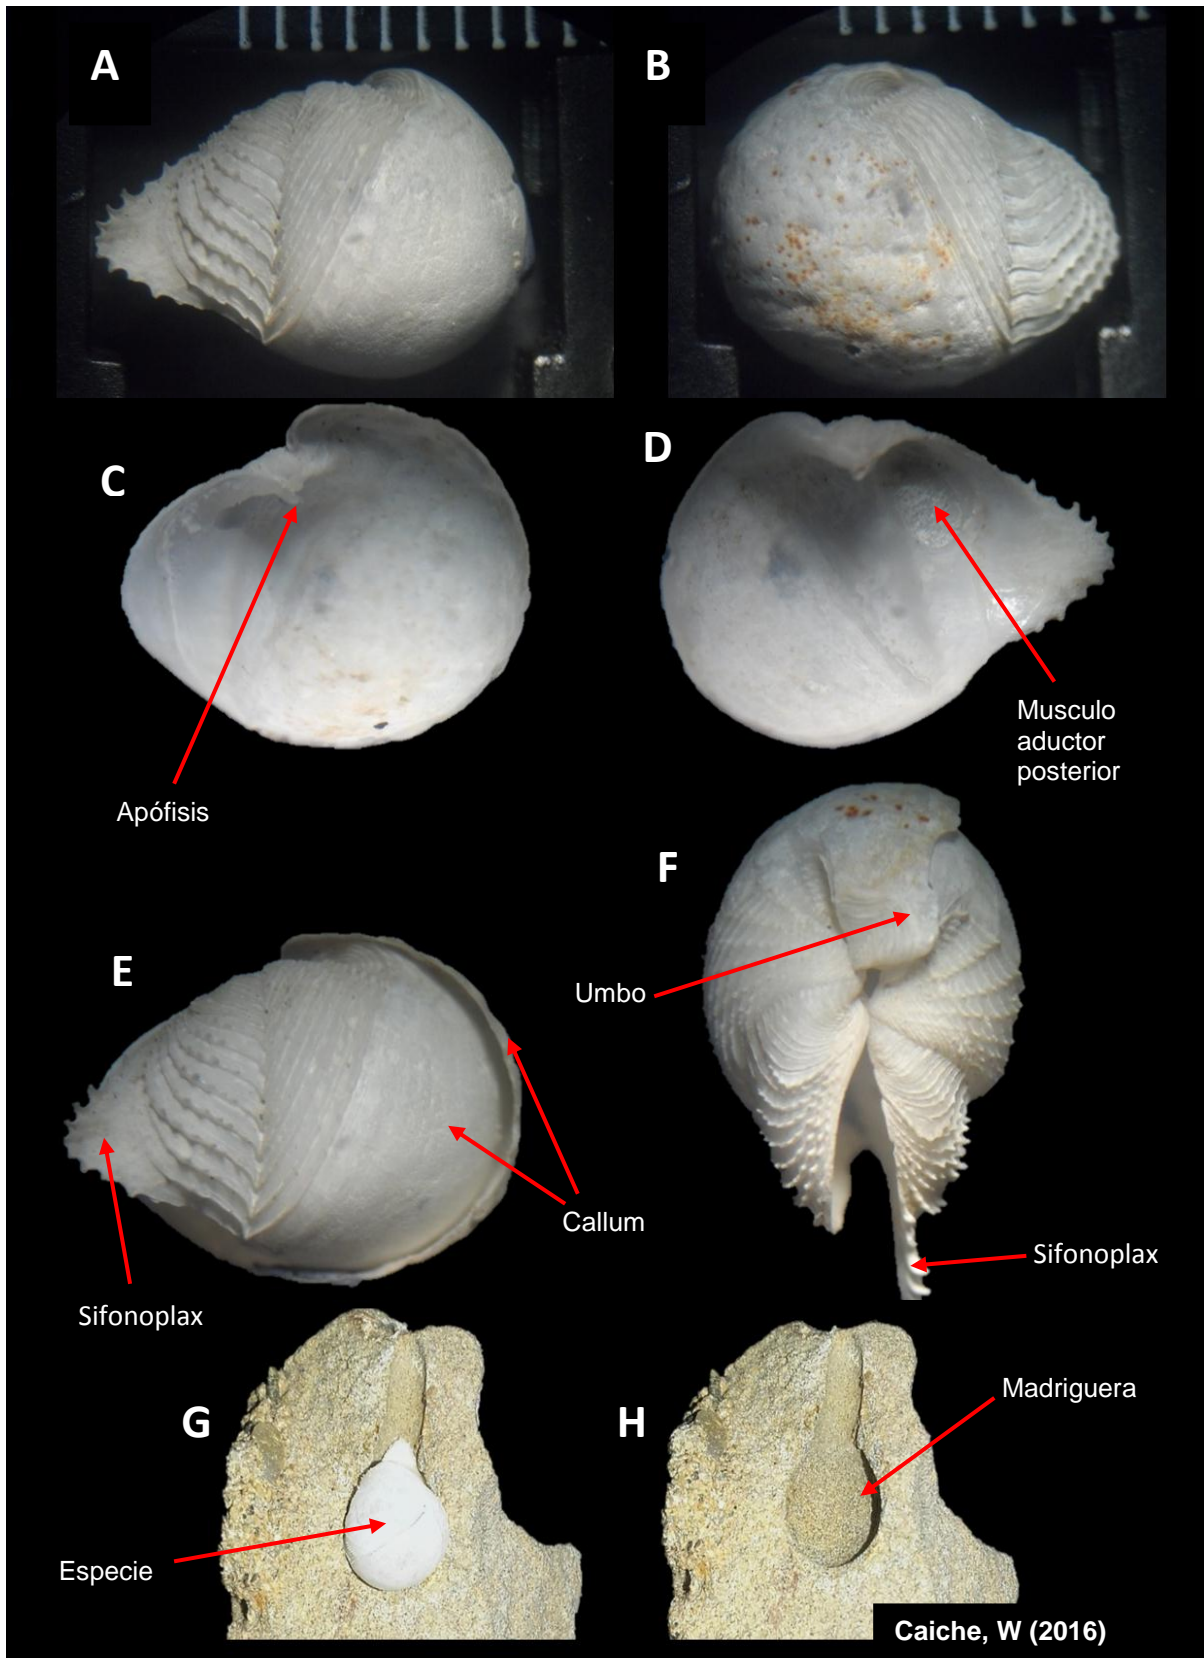 A
B
C
D
Musculo
aductor
posterior
Apófisis
F
E
Umbo
Callum
Sifonoplax
Sifonoplax
Madriguera
G
H
Especie
Caiche, W (2016)